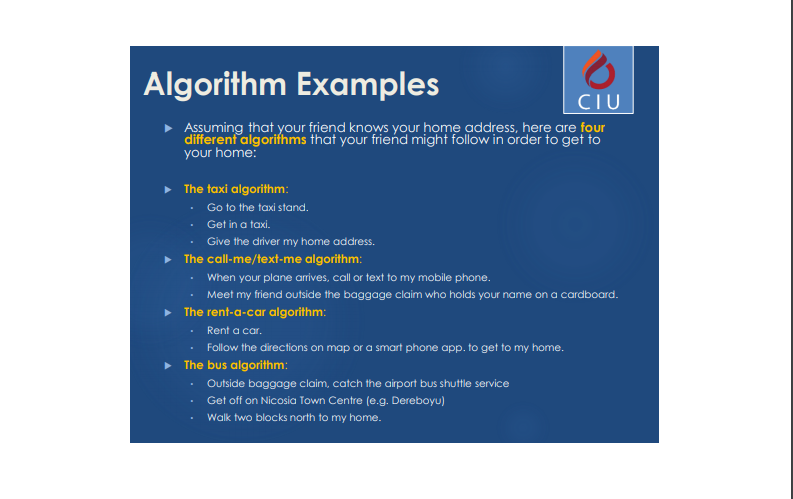 Algorithm Examples
CIU
Assuming that your friend knows your home address, here are four
different algorithms that your friend might follow in order to get to
your home:
The taxi algorithm:
Go to the taxi stand.
Get in a taxi.
Give the driver my home address.
The call-me/text-me algorithm:
When your plane arrives, call or text to my mobile phone.
Meet my friend outside the baggage claim who holds your name on a cardboard.
The rent-a-car algorithm:
Rent a car.
Follow the directions on map or a smart phone app. to get to my home.
The bus algorithm:
Outside baggage claim, catch the airport bus shuttle service
Get off on Nicosia Town Centre (e.g. Dereboyu)
Walk two blocks north to my home.